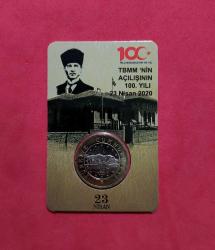 100
TBMM 'NİN
AÇILIŞININ
100. YILI
23 Nisan 2020
23
NİSAN